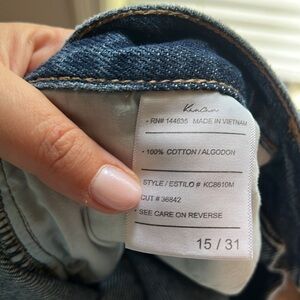 KanCan
• RN# 144635 MADE IN VIETNAM
• 100% COTTON / ALGODON
STYLE / ESTILO # KC8610M
CUT # 36842
• SEE CARE ON REVERSE
15 / 31